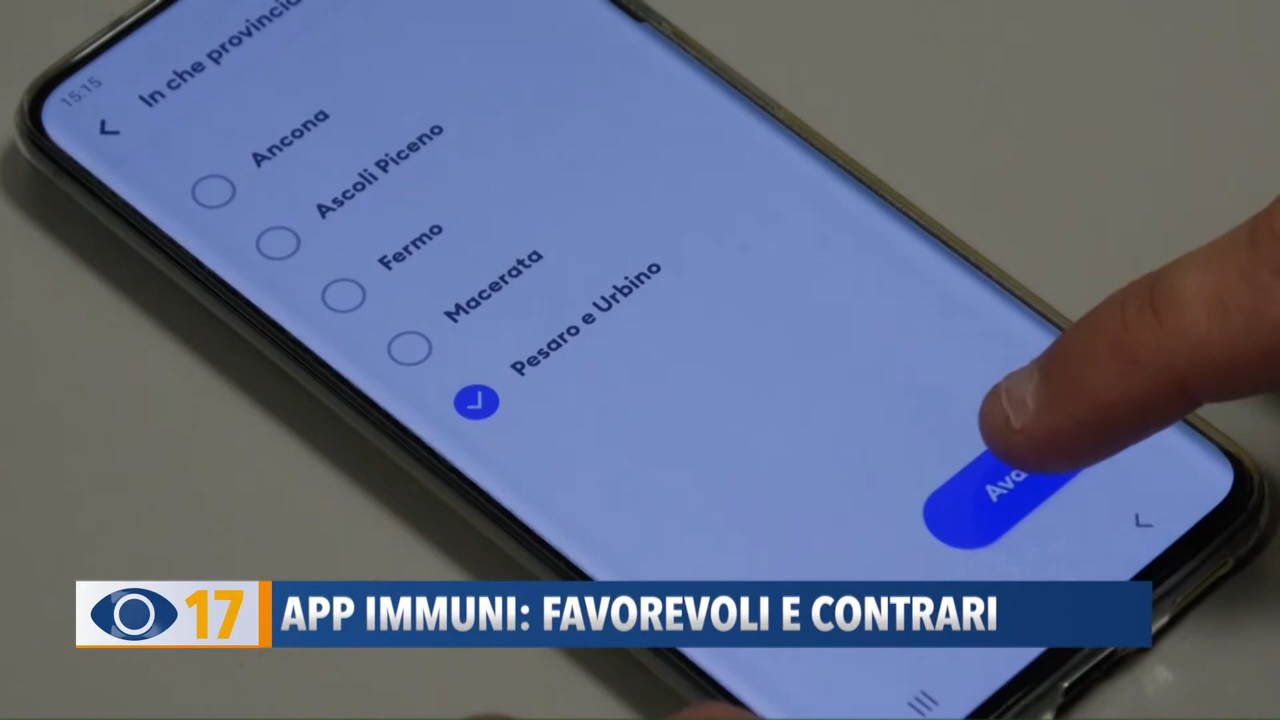 15:15
In che provincia
Ancona
Ascoli Piceno
Fermo
Macerata
Pesaro e Urbino
17
APP IMMUNI: FAVOREVOLI E CONTRARI